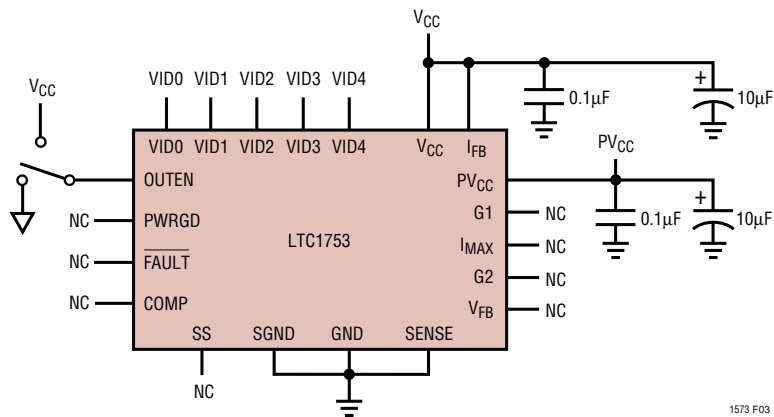 VCC
VCC
VID0 VID1 VID2 VID3 VID4
+
0.1µF
10µF
VID0 VID1 VID2 VID3 VID4
VCC
IFB
PVCC
OUTEN
PVCC
+
NC
PWRGD
G1
NC
0.1µF
10µF
LTC1753
IMAX
NC
NC
FAULT
G2
NC
NC
COMP
VFB
NC
SS
SGND
GND
SENSE
NC
1573 F03